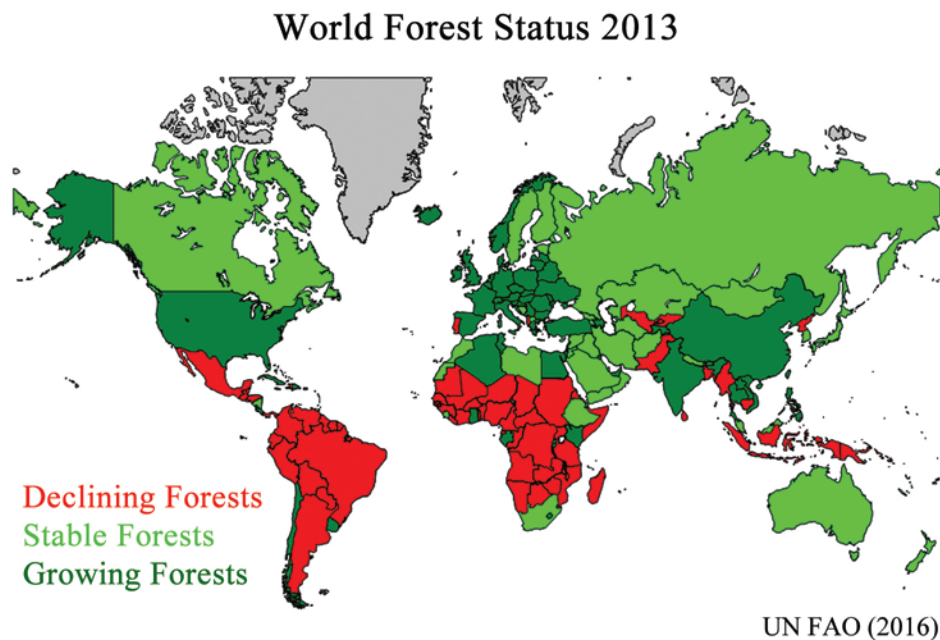 World Forest Status 2013
Declining Forests
Stable Forests
Growing Forests
UN FAO (2016)